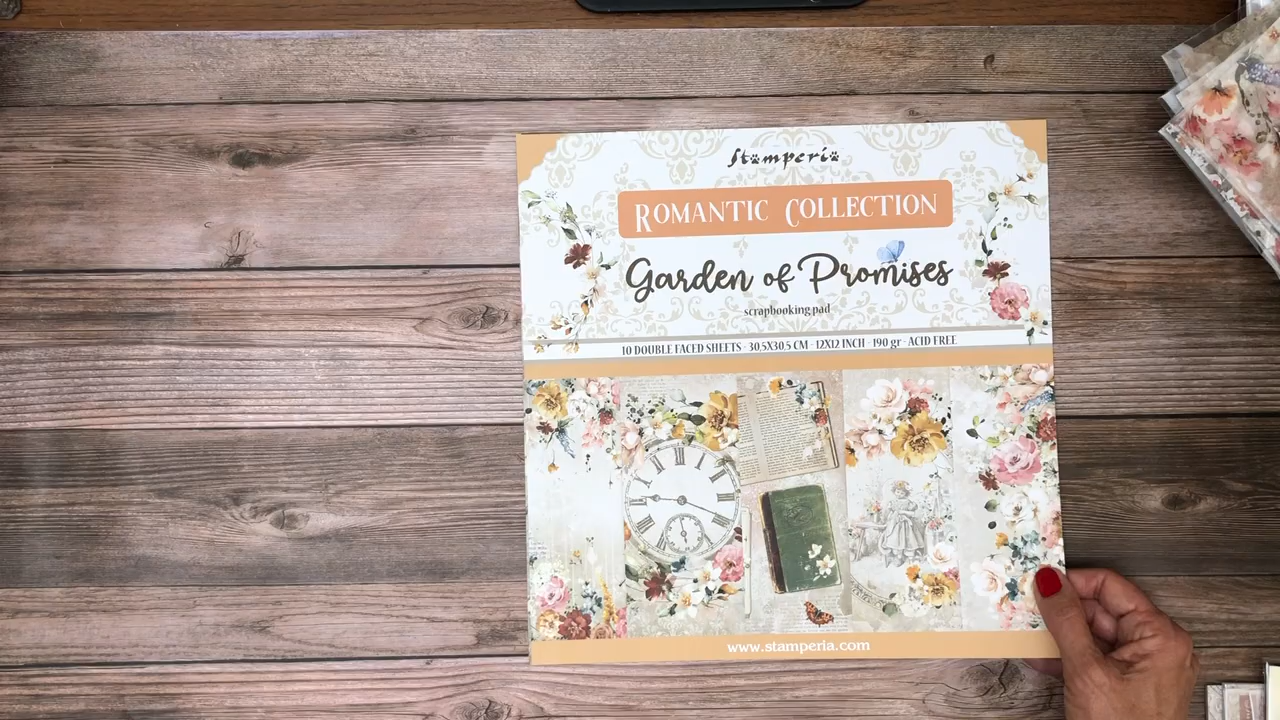 Stamperia
ROMANTIC COLLECTION
Garden of Promises
scrapbooking pad
10 DOUBLE FACED SHEETS - 30,5X30.5 CM - 12X12 INCH - 190 gr - ACID FREE
www.stamperia.com